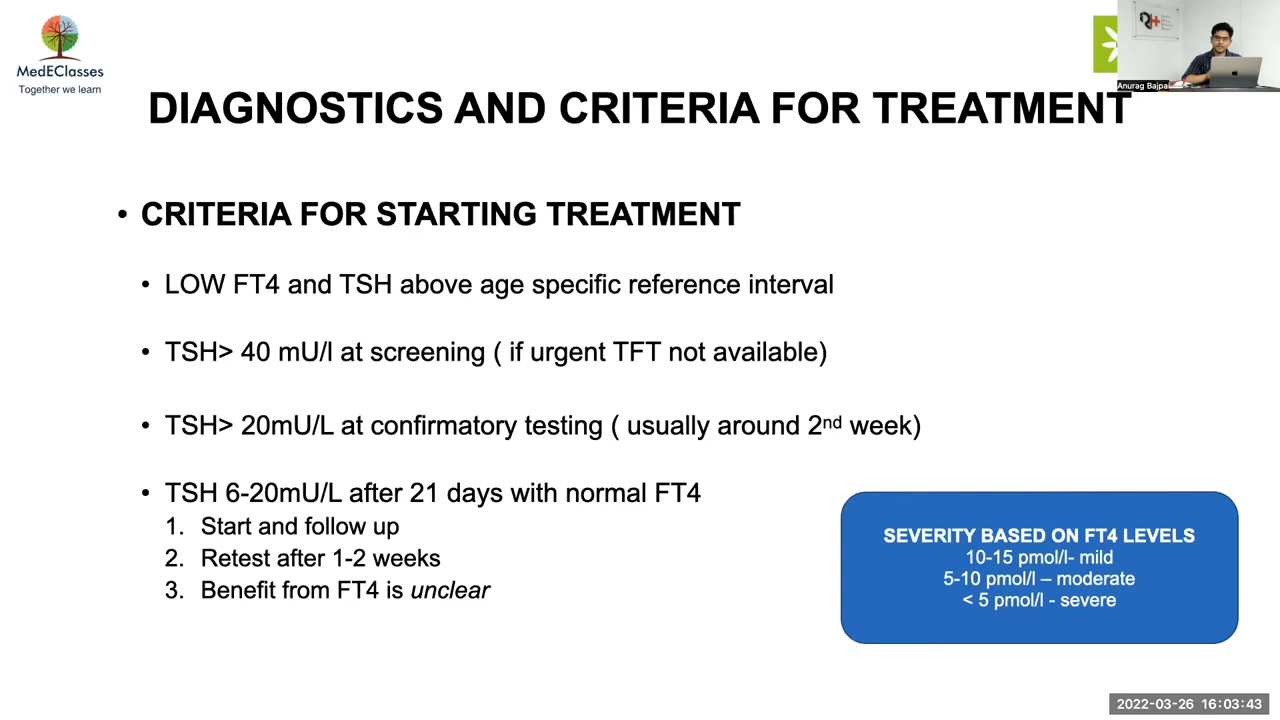 MedEClasses
Together we learn
Anurag Bajpa
DIAGNOSTICS AND CRITERIA FOR TREATMENT
• CRITERIA FOR STARTING TREATMENT
• LOW FT4 and TSH above age specific reference interval
• TSH> 40 mU/l at screening ( if urgent TFT not available)
• TSH> 20mU/L at confirmatory testing ( usually around 2nd week)
• TSH 6-20mU/L after 21 days with normal FT4
1. Start and follow up
2. Retest after 1-2 weeks
3. Benefit from FT4 is unclear
SEVERITY BASED ON FT4 LEVELS
10-15 pmol/l- mild
5-10 pmol/l – moderate
< 5 pmol/l - severe
2022-03-26 16:03:43